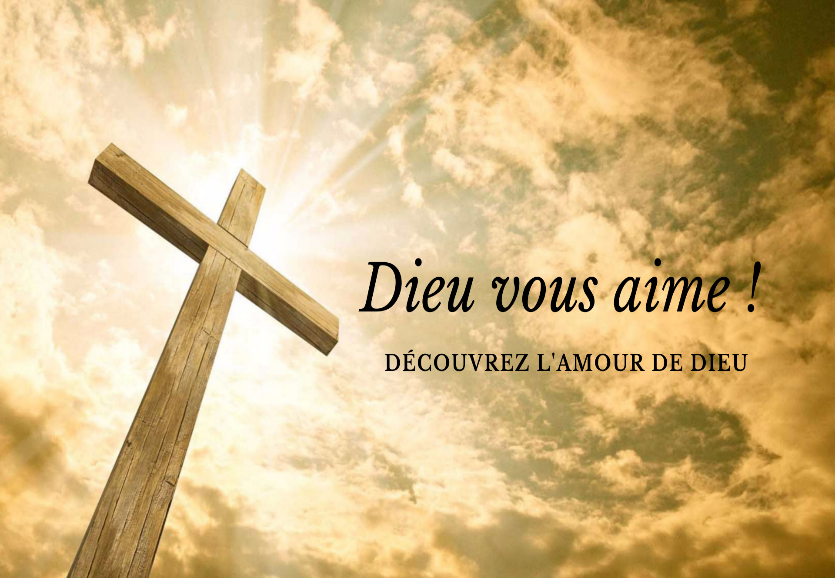 Dieu vous aime !
DÉCOUVREZ L'AMOUR DE DIEU